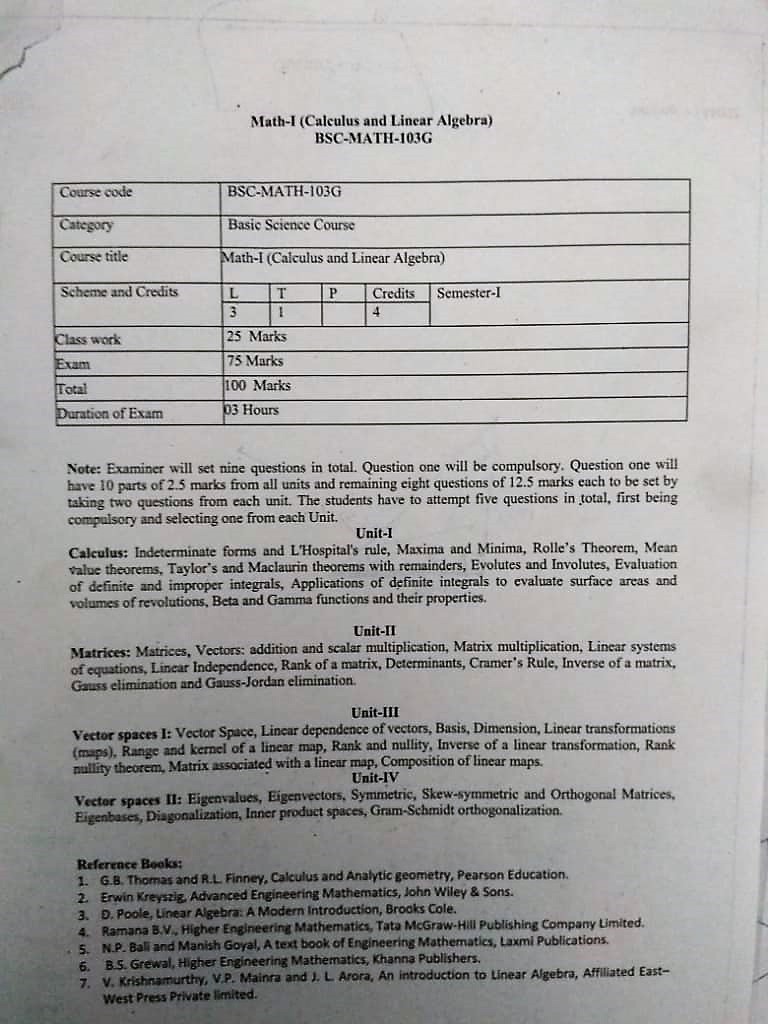 Math-I (Calculus and Linear Algebra)
BSC-MATH-103G
Course code BSC-MATH-103G
Category Basic Science Course
Course title Math-I (Calculus and Linear Algebra)
Scheme and Credits L T P Credits Semester-I
3 1 4
Class work 25 Marks
Exam 75 Marks
Total 100 Marks
Duration of Exam 03 Hours
Note: Examiner will set nine questions in total. Question one will be compulsory. Question one will
have 10 parts of 2.5 marks from all units and remaining eight questions of 12.5 marks each to be set by
taking two questions from each unit. The students have to attempt five questions in total, first being
compulsory and selecting one from each Unit.
Unit-I
Calculus: Indeterminate forms and L'Hospital's rule, Maxima and Minima, Rolle's Theorem, Mean
value theorems, Taylor's and Maclaurin theorems with remainders, Evolutes and Involutes, Evaluation
of definite and improper integrals, Applications of definite integrals to evaluate surface areas and
volumes of revolutions, Beta and Gamma functions and their properties.
Unit-II
Matrices: Matrices, Vectors: addition and scalar multiplication, Matrix multiplication, Linear systems
of equations, Linear Independence, Rank of a matrix, Determinants, Cramer's Rule, Inverse of a matrix,
Gauss elimination and Gauss-Jordan elimination.
Unit-III
Vector spaces I: Vector Space, Linear dependence of vectors, Basis, Dimension, Linear transformations
(maps), Range and kernel of a linear map, Rank and nullity, Inverse of a linear transformation, Rank
nullity theorem, Matrix associated with a linear map, Composition of linear maps.
Unit-IV
Vector spaces II: Eigenvalues, Eigenvectors, Symmetric, Skew-symmetric and Orthogonal Matrices,
Eigenbases, Diagonalization, Inner product spaces, Gram-Schmidt orthogonalization.
Reference Books:
1. G.B. Thomas and R.L. Finney, Calculus and Analytic geometry, Pearson Education.
2. Erwin Kreyszig, Advanced Engineering Mathematics, John Wiley & Sons.
3. D. Poole, Linear Algebra: A Modern Introduction, Brooks Cole.
4. Ramana B.V., Higher Engineering Mathematics, Tata McGraw-Hill Publishing Company Limited.
5. N.P. Bali and Manish Goyal, A text book of Engineering Mathematics, Laxmi Publications.
6. B.S. Grewal, Higher Engineering Mathematics, Khanna Publishers.
7. V. Krishnamurthy, V.P. Mainra and J. L. Arora, An introduction to Linear Algebra, Affiliated East–
West Press Private limited.